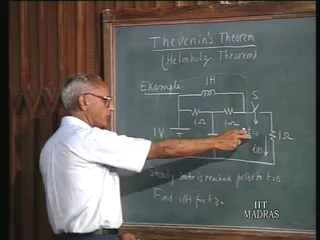 Thevenin's Theorem
(Helmholz Theorem)
Example
1H
S
1Ω
1Ω
1V
t=0
1Ω
i(t)
Steady state is reached prior to t=0.
Find i(t) for t≥0
IIT
MADRAS